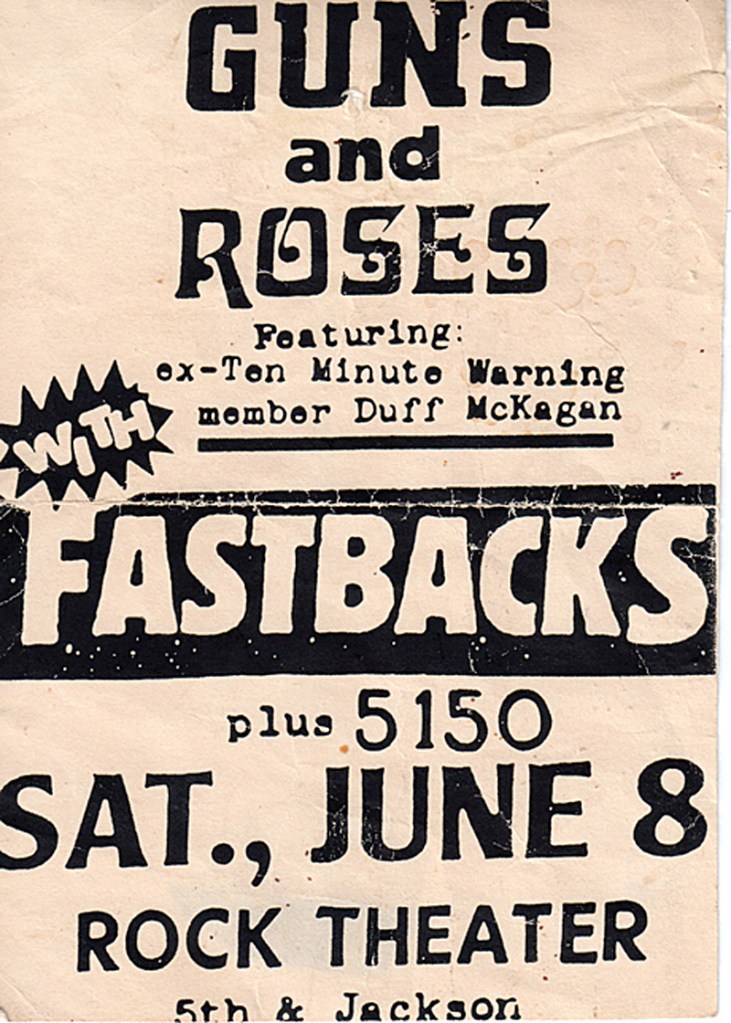 GUNS
and
ROSES
Featuring:
ex-Ten Minute Warning
member Duff McKagan
WITH
FASTBACKS
plus 5150
SAT., JUNE 8
ROCK THEATER
5th & Jackson